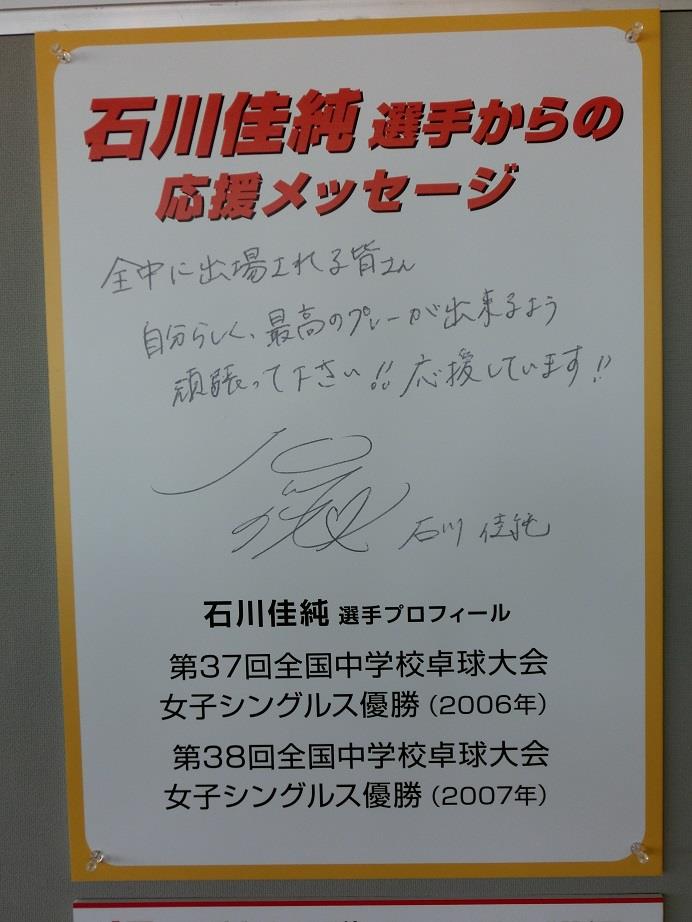 石川佳純 選手からの
応援メッセージ
全中に出場される皆さん
自分らしく、最高のプレーが出来るよう
頑張って下さい!! 応援しています!!
石川 佳純
石川佳純 選手プロフィール
第37回全国中学校卓球大会
女子シングルス優勝(2006年)
第38回全国中学校卓球大会
女子シングルス優勝(2007年)